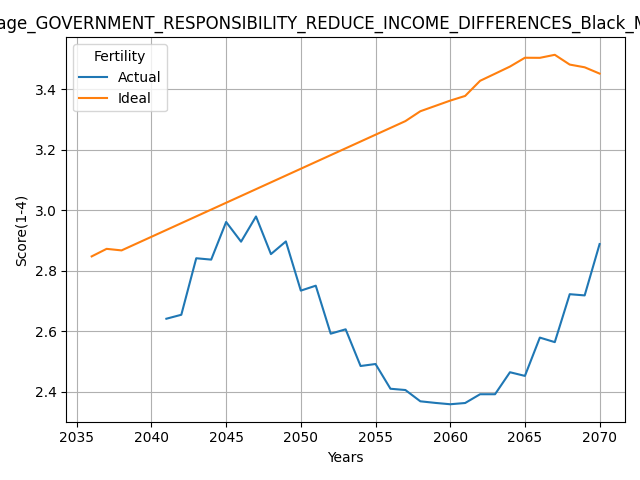 age_GOVERNMENT_RESPONSIBILITY_REDUCE_INCOME_DIFFERENCES_Black_M
Fertility
Actual
Ideal
Score(1-4)
3.4
3.2
3.0
2.8
2.6
2.4
2035 2040 2045 2050 2055 2060 2065 2070
Years